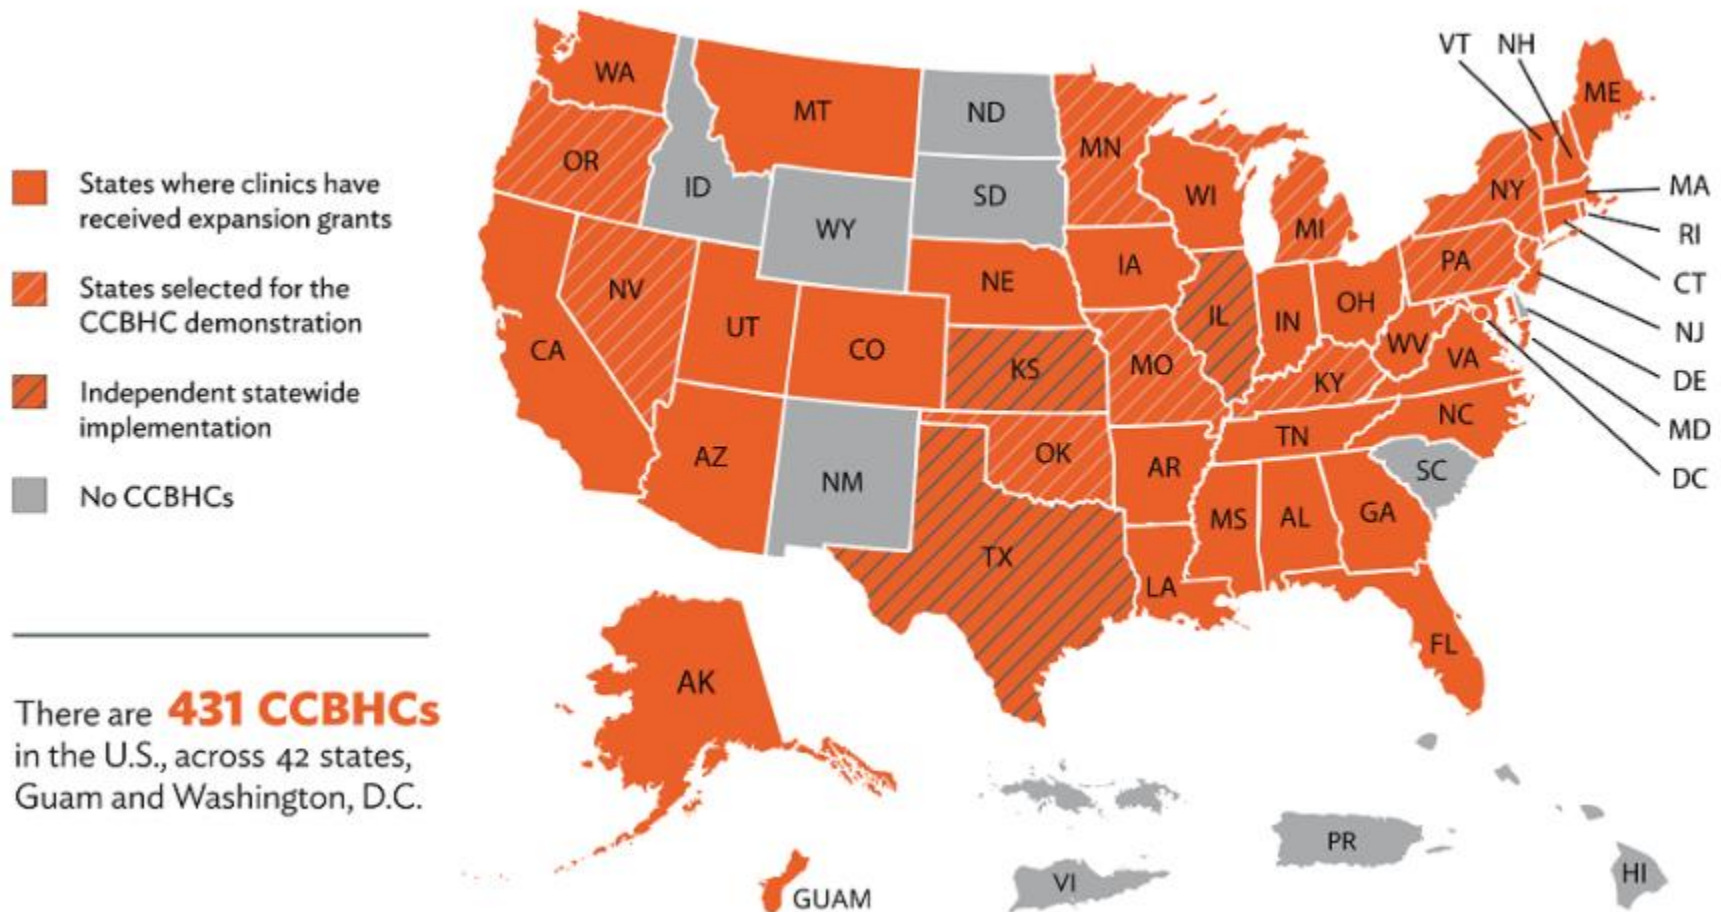 States where clinics have
received expansion grants
States selected for the
CCBHC demonstration
Independent statewide
implementation
No CCBHCs
There are 431 CCBHCs
in the U.S., across 42 states,
Guam and Washington, D.C.
VT NH
WA
ME
MT
ND
MN
OR
ID
SD
WI
NY
MA
WY
MI
RI
IA
PA
NE
CT
NV
OH
IL
IN
UT
NJ
CO
CA
WV
VA
KS
MO
KY
DE
NC
MD
TN
AZ
OK
AR
SC
DC
NM
MS
AL
GA
TX
LA
FL
AK
PR
VI
HI
GUAM